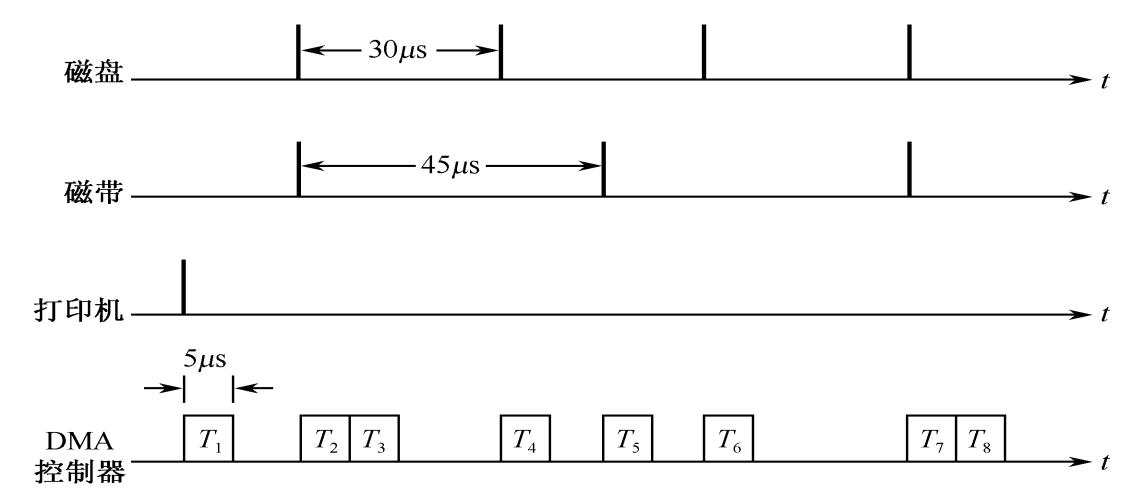 30μs
磁盘 t
45μs
磁带 t
打印机 t
5μs
T₁ T₂ T₃ T₄ T₅ T₆ T₇ T₈
DMA
控制器 t